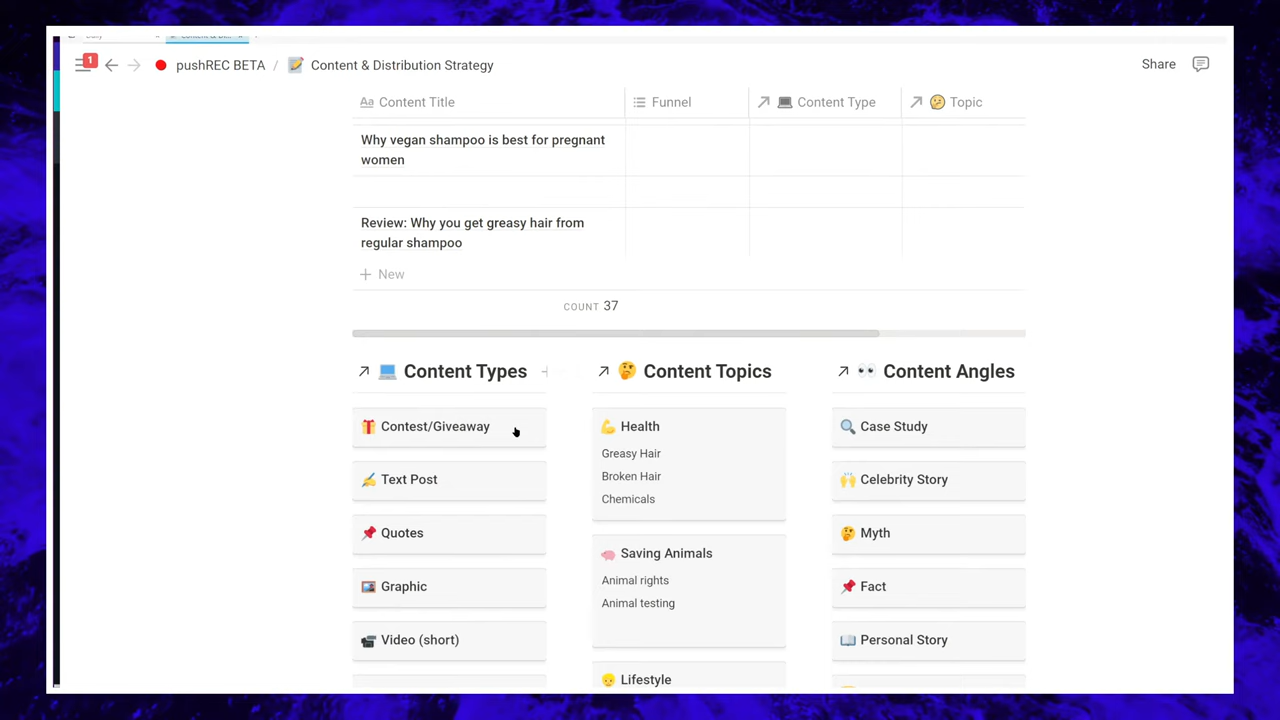 1
pushREC BETA / Content & Distribution Strategy
Share
Aa Content Title
Funnel
Content Type
Topic
Why vegan shampoo is best for pregnant
women
Review: Why you get greasy hair from
regular shampoo
+ New
COUNT 37
Content Types
Content Topics
Content Angles
Contest/Giveaway
Text Post
Quotes
Graphic
Video (short)
Health
Greasy Hair
Broken Hair
Chemicals
Saving Animals
Animal rights
Animal testing
Lifestyle
Case Study
Celebrity Story
Myth
Fact
Personal Story